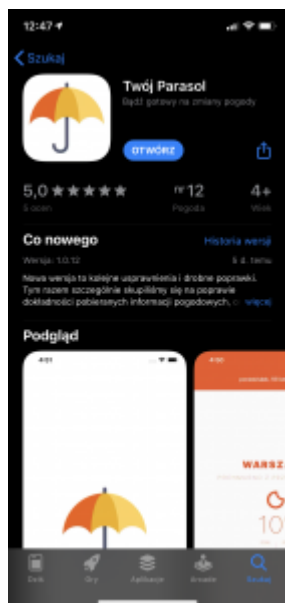 12:47
Szukaj
Twój Parasol
Bądź gotowy na zmiany pogody
OTWÓRZ
5,0 nr 12 4+
5 ocen Pogoda Wiek
Co nowego Historia wersji
Wersja: 1.0.12 5 d. temu
Nowa wersja to kolejne usprawnienia i drobne poprawki.
Tym razem szczególnie skupiliśmy się na poprawie
dokładności pobieranych informacji pogodowych, o więcej
Podgląd
WARSZ
10
Gry Aplikacje Arcade Szukaj